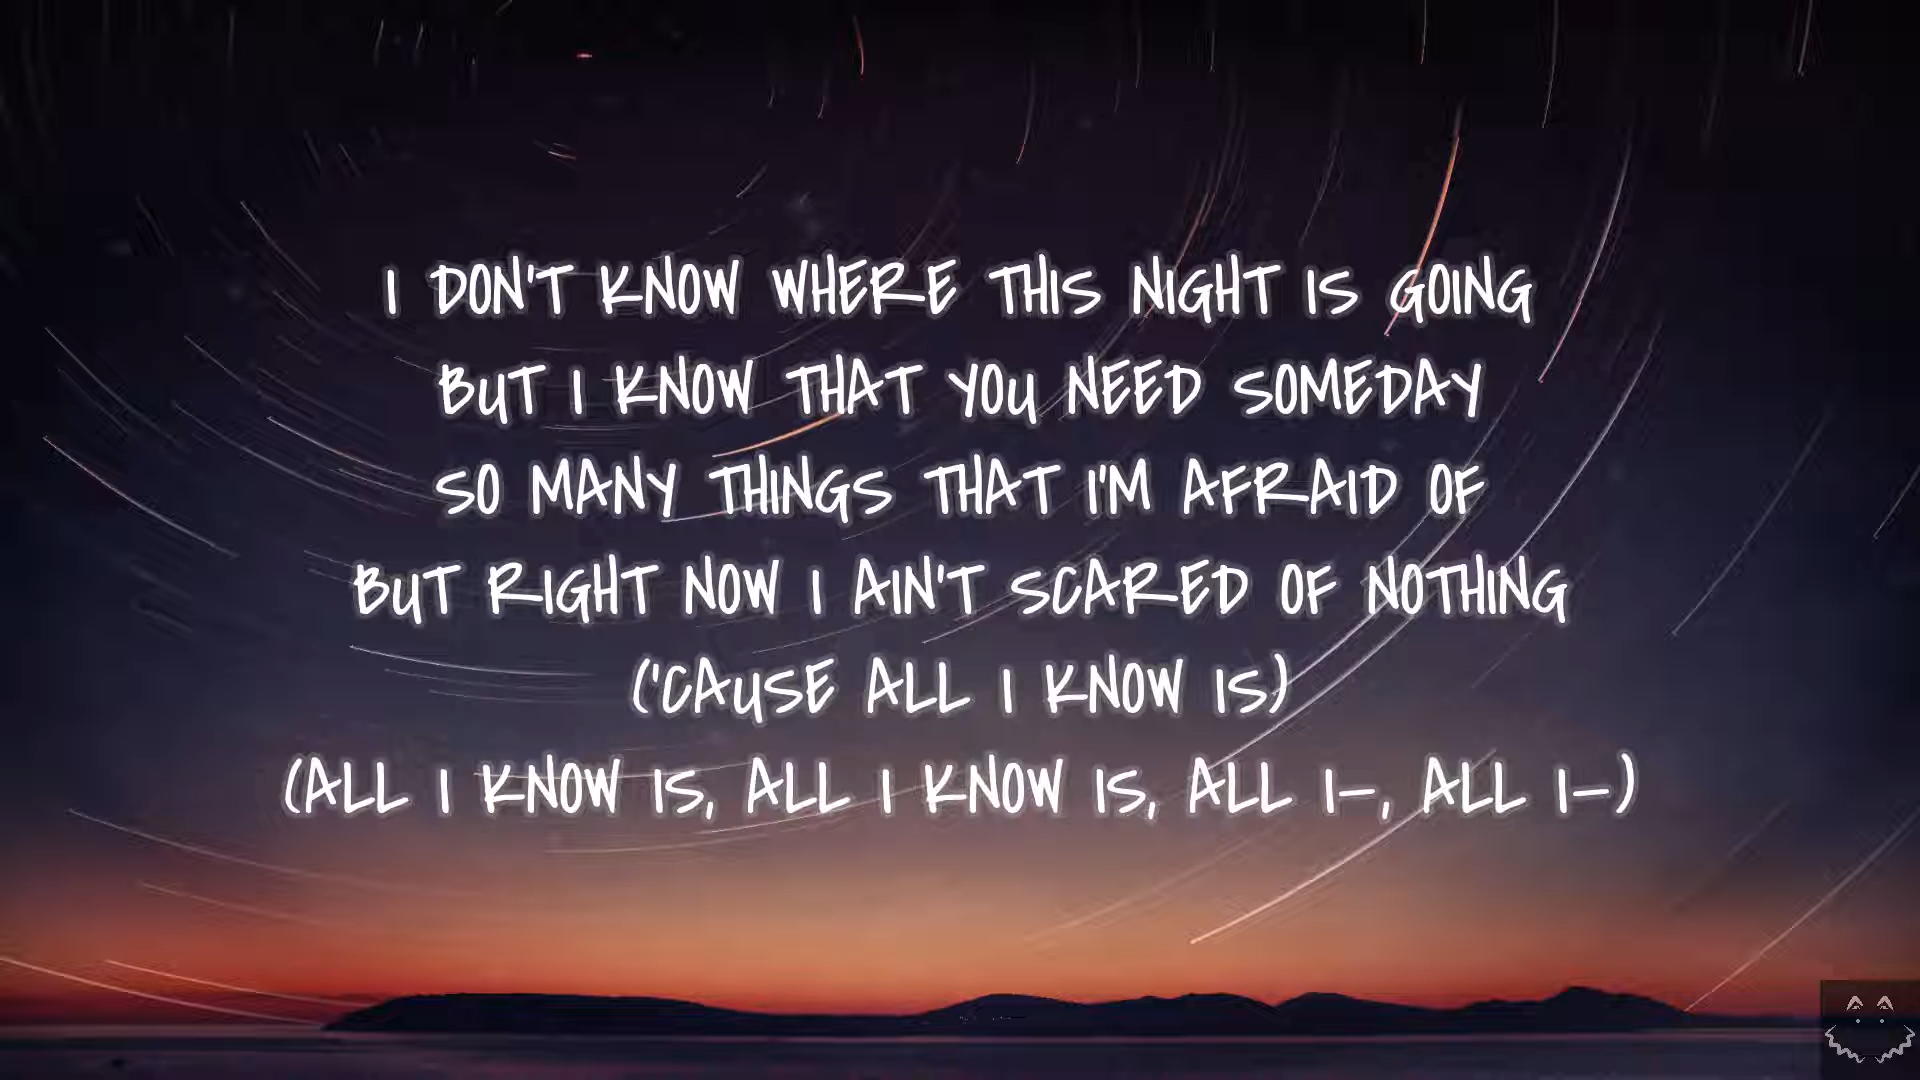 I DON'T KNOW WHERE THIS NIGHT IS GOING
BUT I KNOW THAT YOU NEED SOMEDAY
SO MANY THINGS THAT I'M AFRAID OF
BUT RIGHT NOW I AIN'T SCARED OF NOTHING
('CAUSE ALL I KNOW IS)
(ALL I KNOW IS, ALL I KNOW IS, ALL I–, ALL I–)